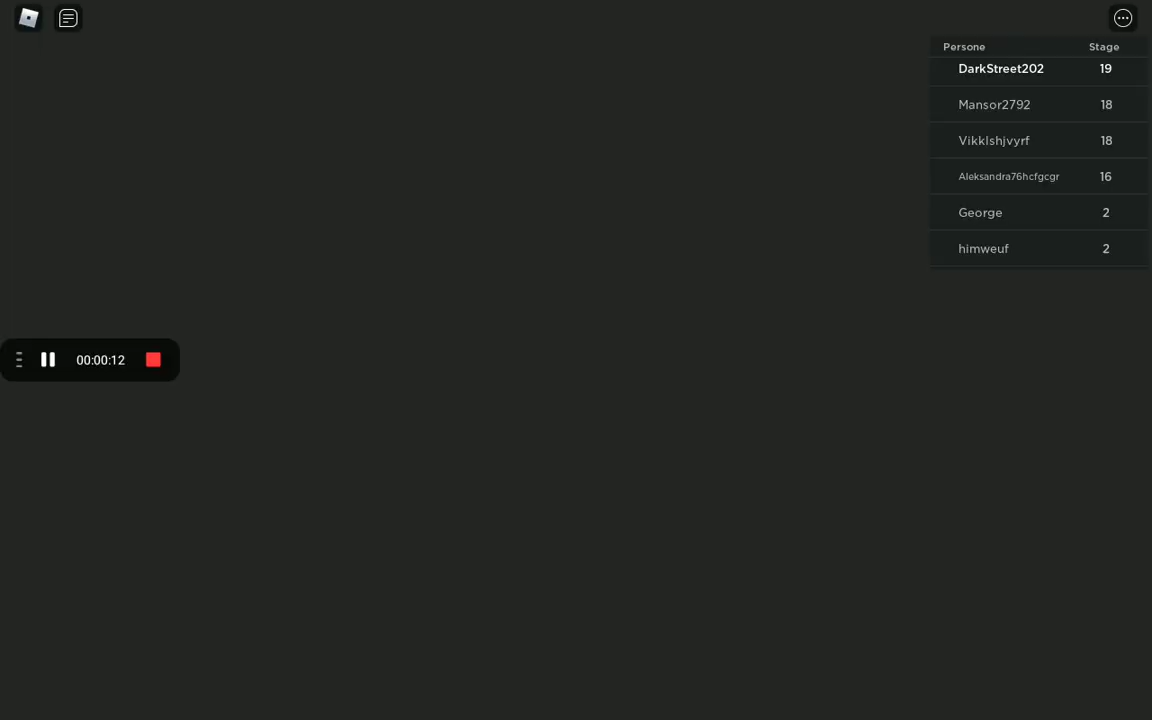 Persone Stage
DarkStreet202 19
Mansor2792 18
Vikklshjvyrf 18
Aleksandra76hcfgcgr 16
George 2
himweuf 2
00:00:12